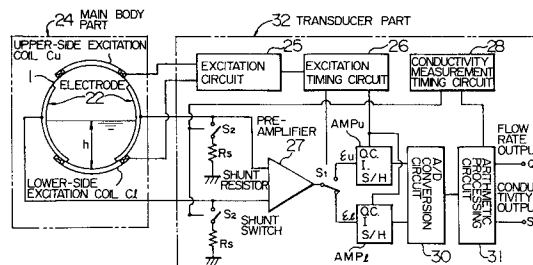 24 MAIN BODY
PART
32 TRANSDUCER PART
UPPER-SIDE EXCITATION
COIL Cu
25
26
28
EXCITATION
CIRCUIT
EXCITATION
TIMING CIRCUIT
CONDUCTIVITY
MEASUREMENT
TIMING CIRCUIT
1
ELECTRODE
22
h
S2
Rs
SHUNT
RESISTOR
PRE-
AMPLIFIER
27
S1
Eu
El
AMPu
Q.C.
I
S/H
Q.C.
I
S/H
AMPl
A/D
CONVERSION
CIRCUIT
30
ARITHMETIC
PROCESSING
CIRCUIT
31
FLOW
RATE
OUTPUT
Q
CONDUC-
TIVITY
OUTPUT
S
LOWER-SIDE
EXCITATION COIL Cl
S2
SHUNT
SWITCH
Rs